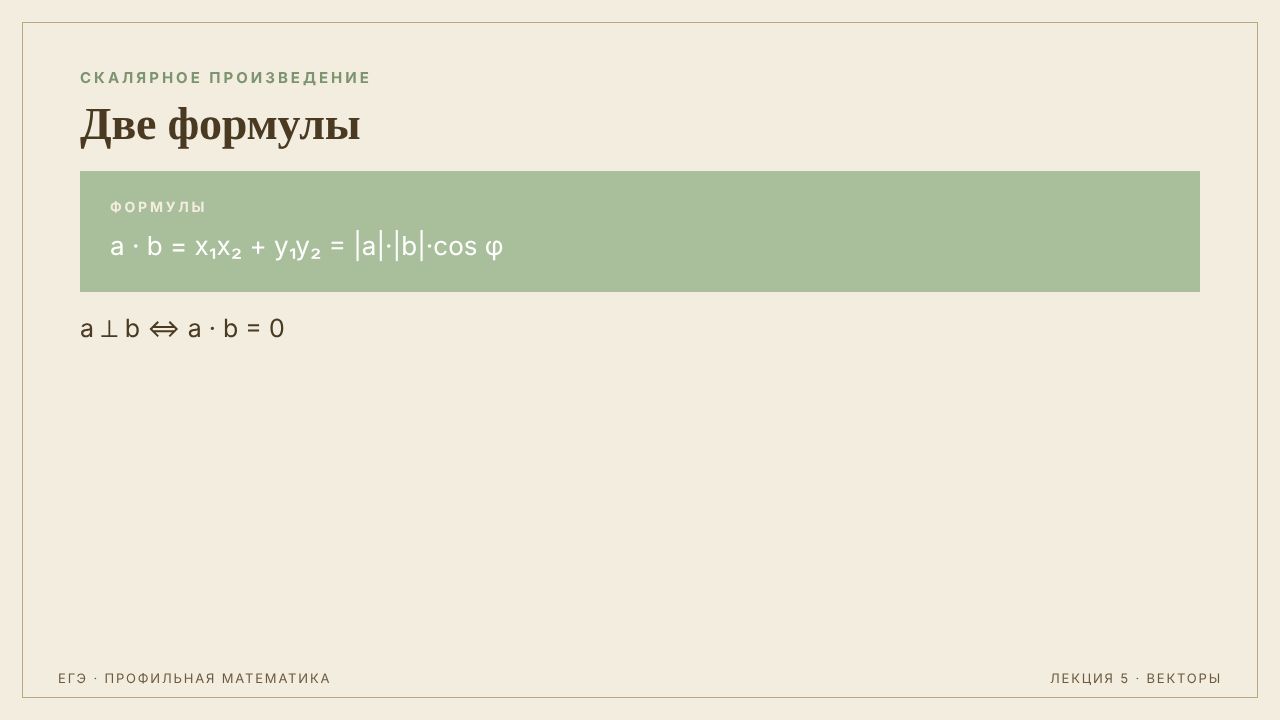 СКАЛЯРНОЕ ПРОИЗВЕДЕНИЕ
Две формулы
ФОРМУЛЫ
a · b = x₁x₂ + y₁y₂ = |a|·|b|·cos φ
a ⊥ b ⇔ a · b = 0
ЕГЭ · ПРОФИЛЬНАЯ МАТЕМАТИКА
ЛЕКЦИЯ 5 · ВЕКТОРЫ